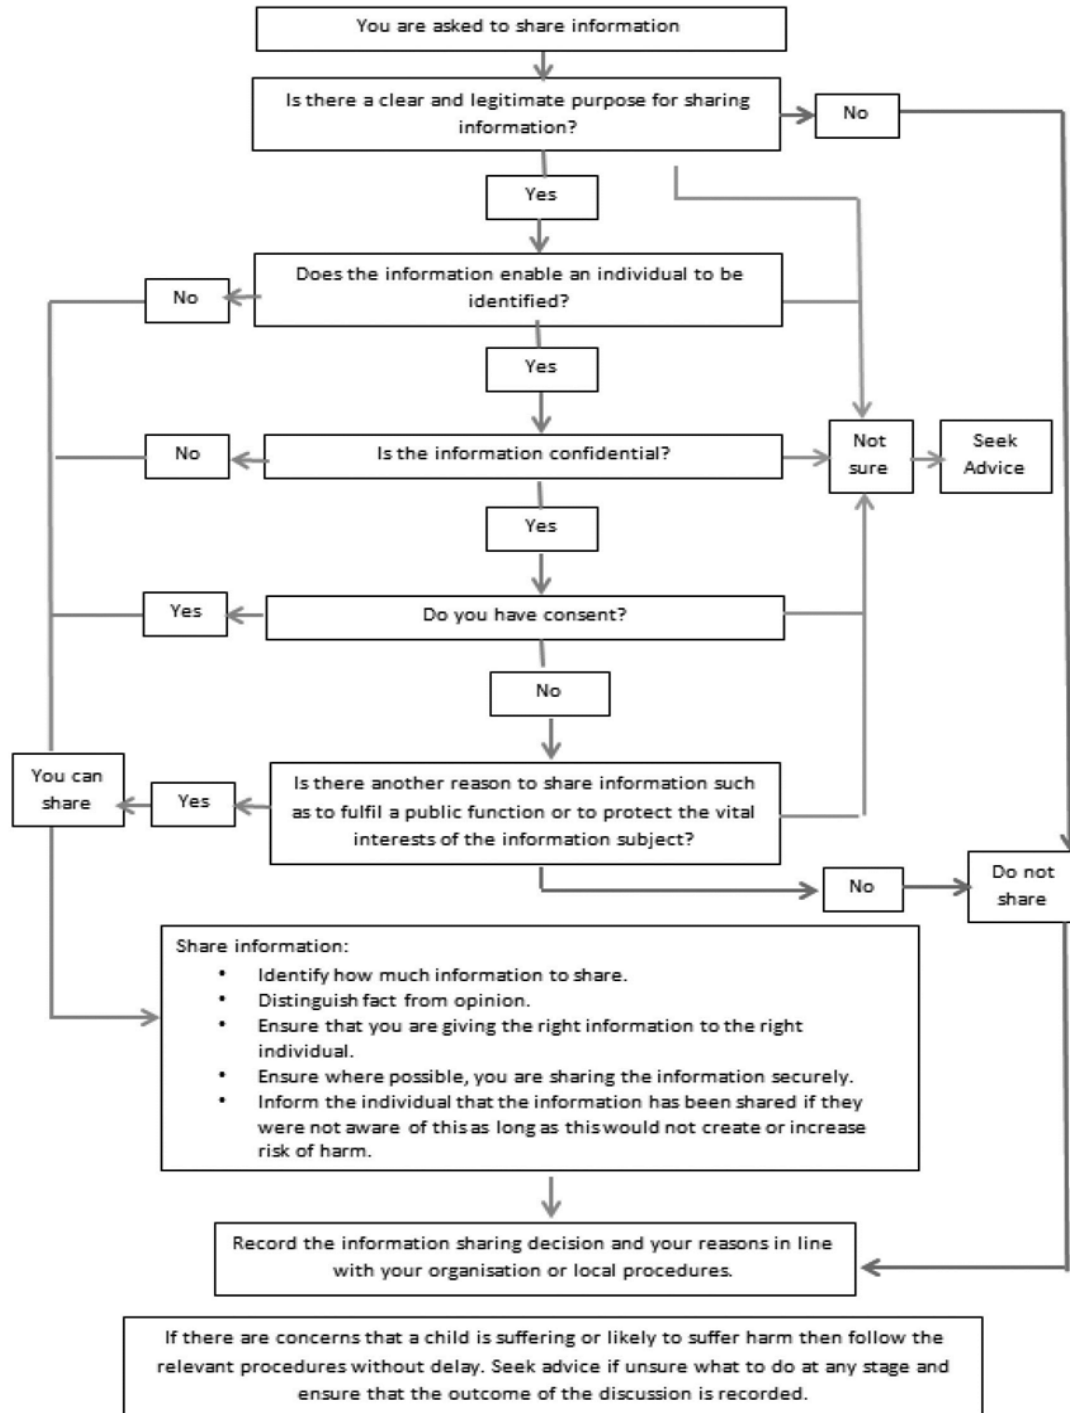 You are asked to share information
Is there a clear and legitimate purpose for sharing
information?
No
Yes
Does the information enable an individual to be
identified?
No
Yes
Is the information confidential?
No
Not
sure
Seek
Advice
Yes
Do you have consent?
Yes
No
Is there another reason to share information such
as to fulfil a public function or to protect the vital
interests of the information subject?
Yes
You can
share
No
Do not
share
Share information:
• Identify how much information to share.
• Distinguish fact from opinion.
• Ensure that you are giving the right information to the right
individual.
• Ensure where possible, you are sharing the information securely.
• Inform the individual that the information has been shared if they
were not aware of this as long as this would not create or increase
risk of harm.
Record the information sharing decision and your reasons in line
with your organisation or local procedures.
If there are concerns that a child is suffering or likely to suffer harm then follow the
relevant procedures without delay. Seek advice if unsure what to do at any stage and
ensure that the outcome of the discussion is recorded.